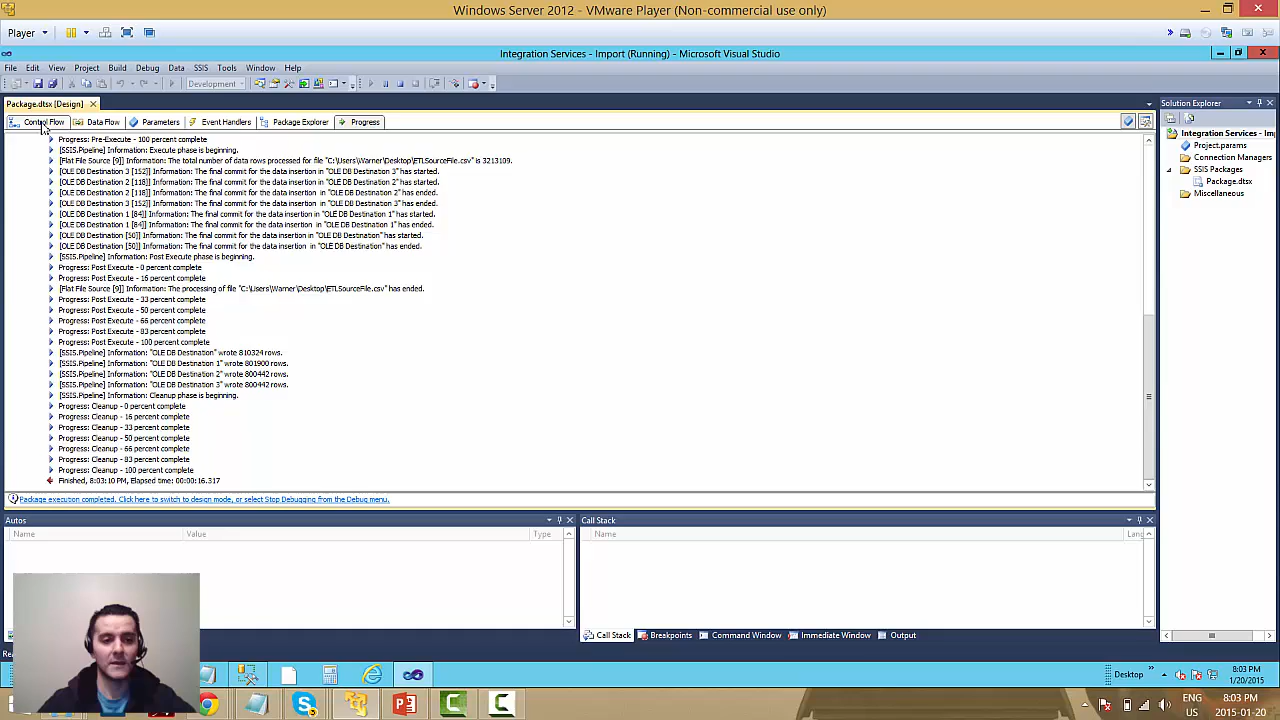 Windows Server 2012 - VMware Player (Non-commercial use only)
Player
Integration Services - Import (Running) - Microsoft Visual Studio
File Edit View Project Build Debug Data SSIS Tools Window Help
Development
Package.dtsx [Design]
Control Flow Data Flow Parameters Event Handlers Package Explorer Progress
Progress: Pre-Execute - 100 percent complete
[SSIS.Pipeline] Information: Execute phase is beginning.
[Flat File Source [9]] Information: The total number of data rows processed for file "C:\Users\Warner\Desktop\ETLSourceFile.csv" is 3213109.
[OLE DB Destination 3 [152]] Information: The final commit for the data insertion in "OLE DB Destination 3" has started.
[OLE DB Destination 2 [118]] Information: The final commit for the data insertion in "OLE DB Destination 2" has started.
[OLE DB Destination 2 [118]] Information: The final commit for the data insertion  in "OLE DB Destination 2" has ended.
[OLE DB Destination 3 [152]] Information: The final commit for the data insertion  in "OLE DB Destination 3" has ended.
[OLE DB Destination 1 [84]] Information: The final commit for the data insertion in "OLE DB Destination 1" has started.
[OLE DB Destination 1 [84]] Information: The final commit for the data insertion  in "OLE DB Destination 1" has ended.
[OLE DB Destination [50]] Information: The final commit for the data insertion in "OLE DB Destination" has started.
[OLE DB Destination [50]] Information: The final commit for the data insertion  in "OLE DB Destination" has ended.
[SSIS.Pipeline] Information: Post Execute phase is beginning.
Progress: Post Execute - 0 percent complete
Progress: Post Execute - 16 percent complete
[Flat File Source [9]] Information: The processing of file "C:\Users\Warner\Desktop\ETLSourceFile.csv" has ended.
Progress: Post Execute - 33 percent complete
Progress: Post Execute - 50 percent complete
Progress: Post Execute - 66 percent complete
Progress: Post Execute - 83 percent complete
Progress: Post Execute - 100 percent complete
[SSIS.Pipeline] Information: "OLE DB Destination" wrote 810324 rows.
[SSIS.Pipeline] Information: "OLE DB Destination 1" wrote 801900 rows.
[SSIS.Pipeline] Information: "OLE DB Destination 2" wrote 800442 rows.
[SSIS.Pipeline] Information: "OLE DB Destination 3" wrote 800442 rows.
[SSIS.Pipeline] Information: Cleanup phase is beginning.
Progress: Cleanup - 0 percent complete
Progress: Cleanup - 16 percent complete
Progress: Cleanup - 33 percent complete
Progress: Cleanup - 50 percent complete
Progress: Cleanup - 66 percent complete
Progress: Cleanup - 83 percent complete
Progress: Cleanup - 100 percent complete
Finished, 8:03:10 PM, Elapsed time: 00:00:16.317
Package execution completed. Click here to switch to design mode, or select Stop Debugging from the Debug menu.
Solution Explorer
Integration Services - Im
Project.params
Connection Managers
SSIS Packages
Package.dtsx
Miscellaneous
Autos
Name Value Type
Call Stack
Name Lang
Call Stack Breakpoints Command Window Immediate Window Output
Rea
Desktop
8:03 PM
1/20/2015
ENG
US
8:03 PM
2015-01-20